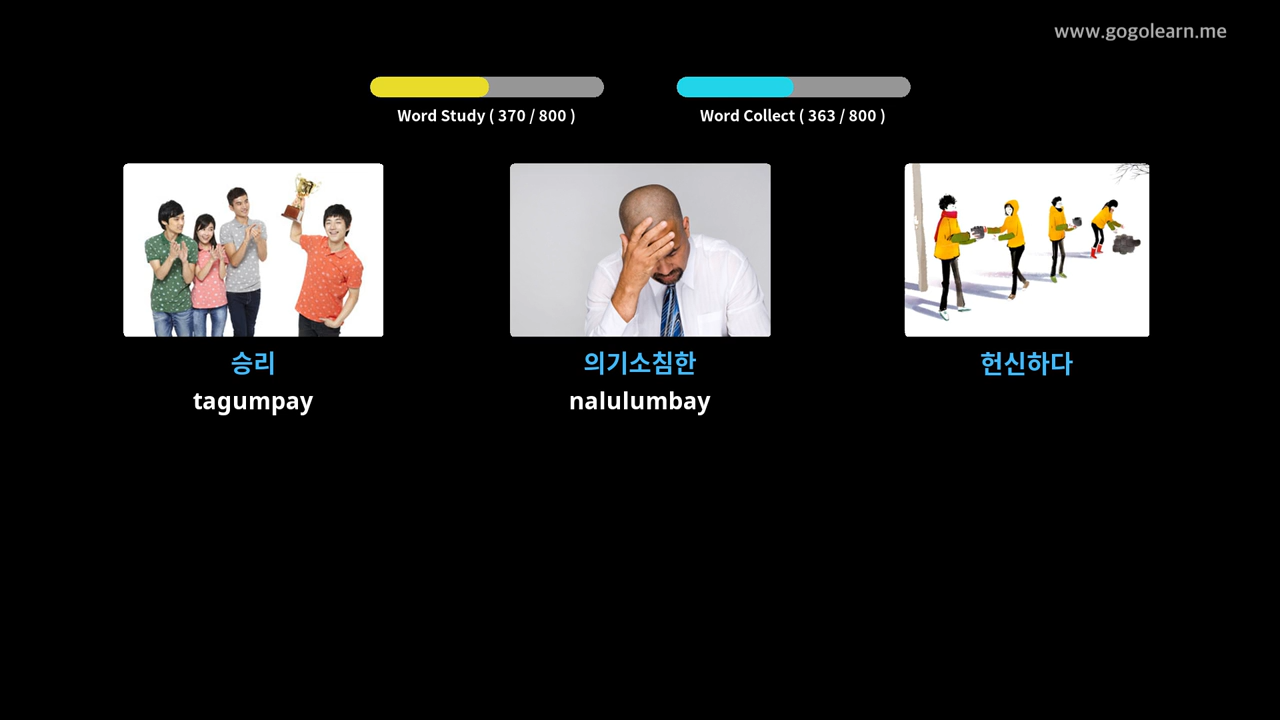 www.gogolearn.me
Word Study ( 370 / 800 )
Word Collect ( 363 / 800 )
승리
tagumpay
의기소침한
nalulumbay
헌신하다